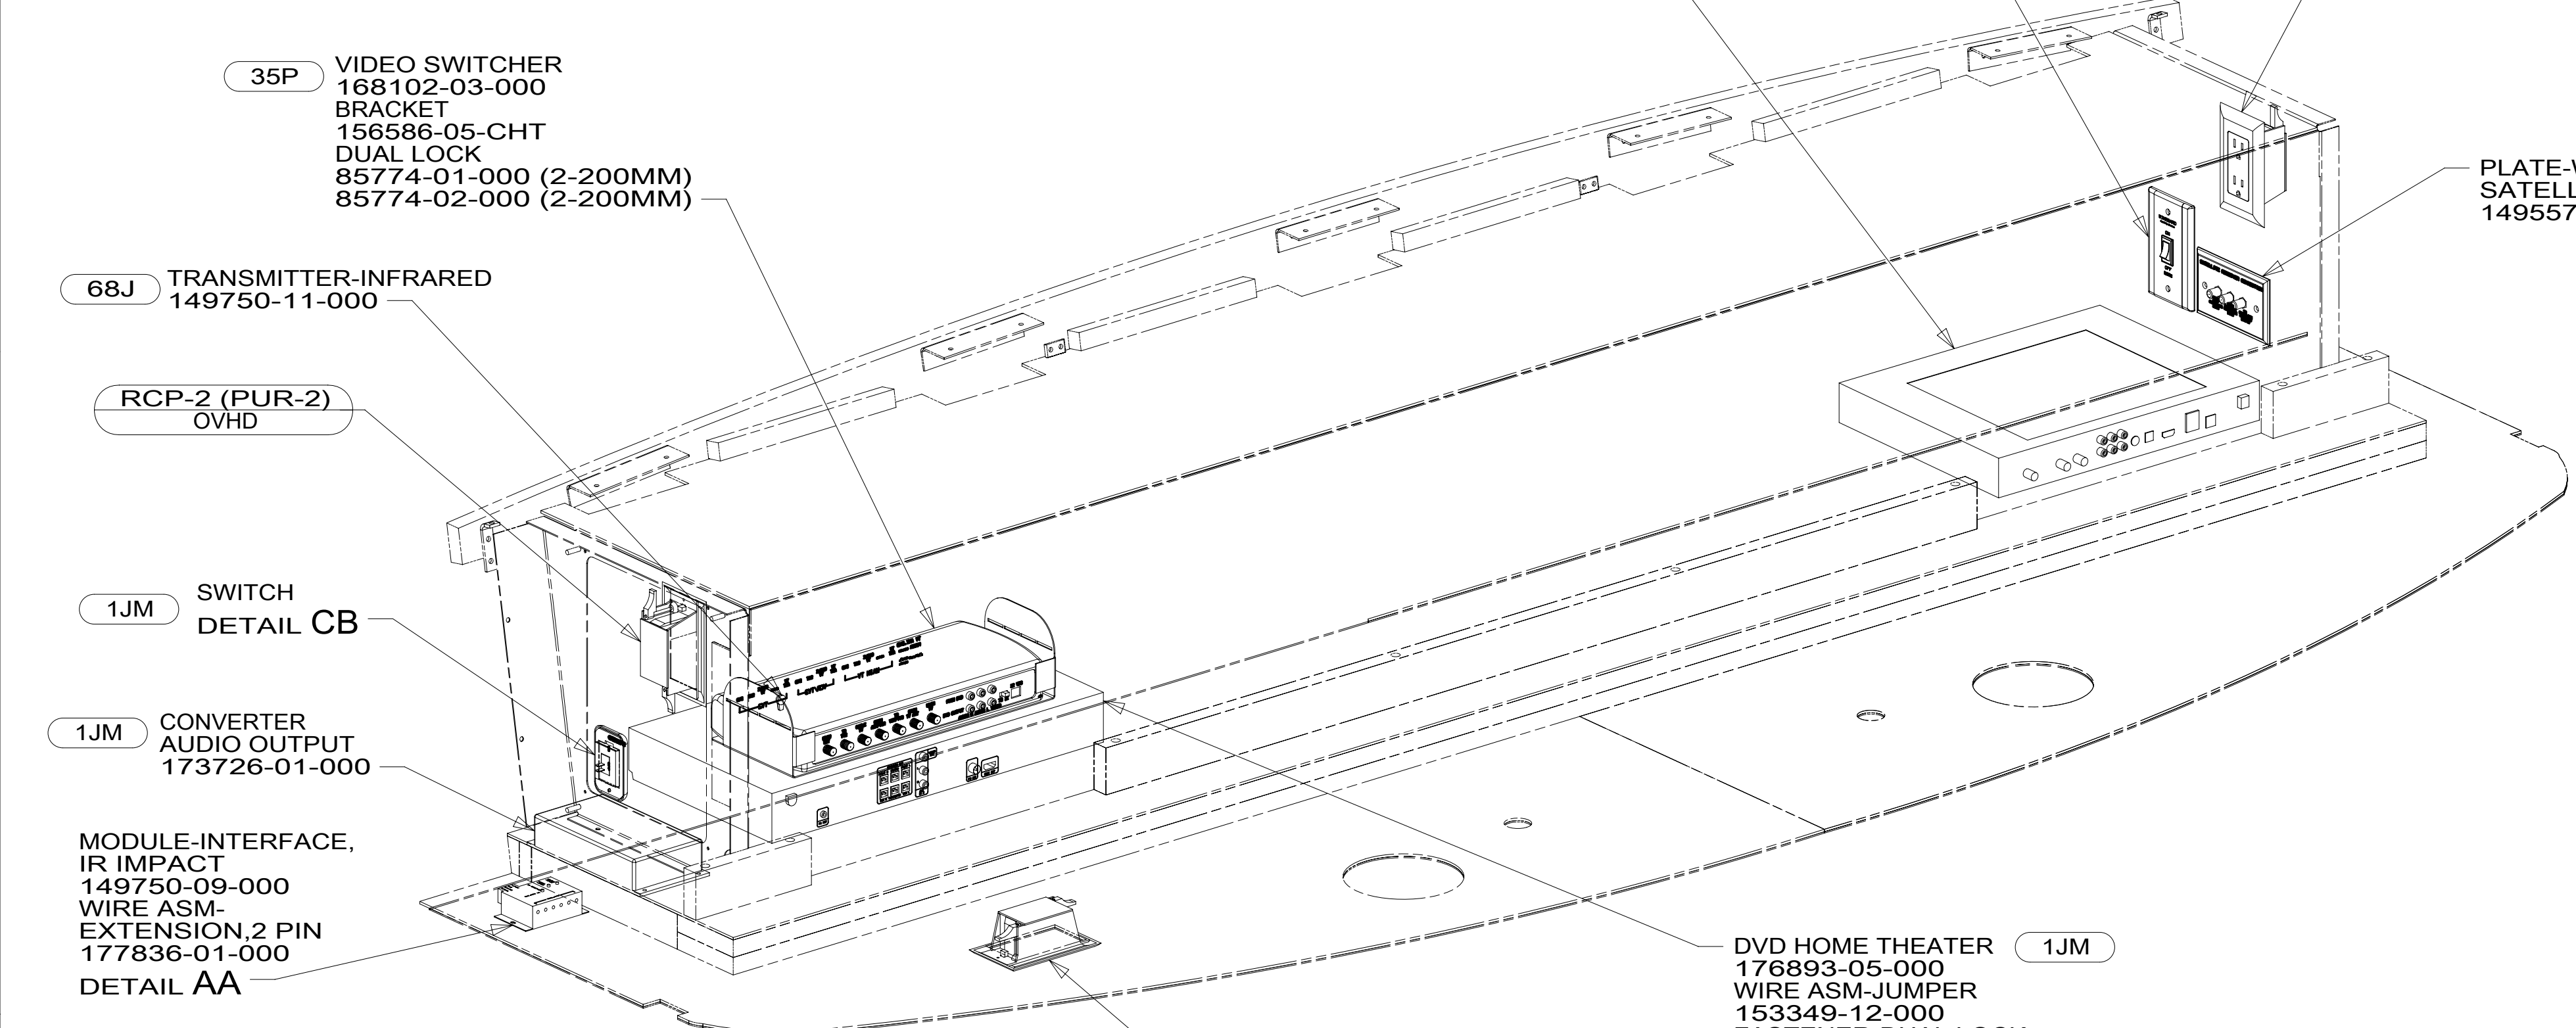 35P
VIDEO SWITCHER
168102-03-000
BRACKET
156586-05-CHT
DUAL LOCK
85774-01-000 (2-200MM)
85774-02-000 (2-200MM)
68J
TRANSMITTER-INFRARED
149750-11-000
RCP-2 (PUR-2)
OVHD
1JM
SWITCH
DETAIL CB
1JM
CONVERTER
AUDIO OUTPUT
173726-01-000
MODULE-INTERFACE,
IR IMPACT
149750-09-000
WIRE ASM-
EXTENSION,2 PIN
177836-01-000
DETAIL AA
PLATE-
SATELL
149557
DVD HOME THEATER
1JM
176893-05-000
WIRE ASM-JUMPER
153349-12-000